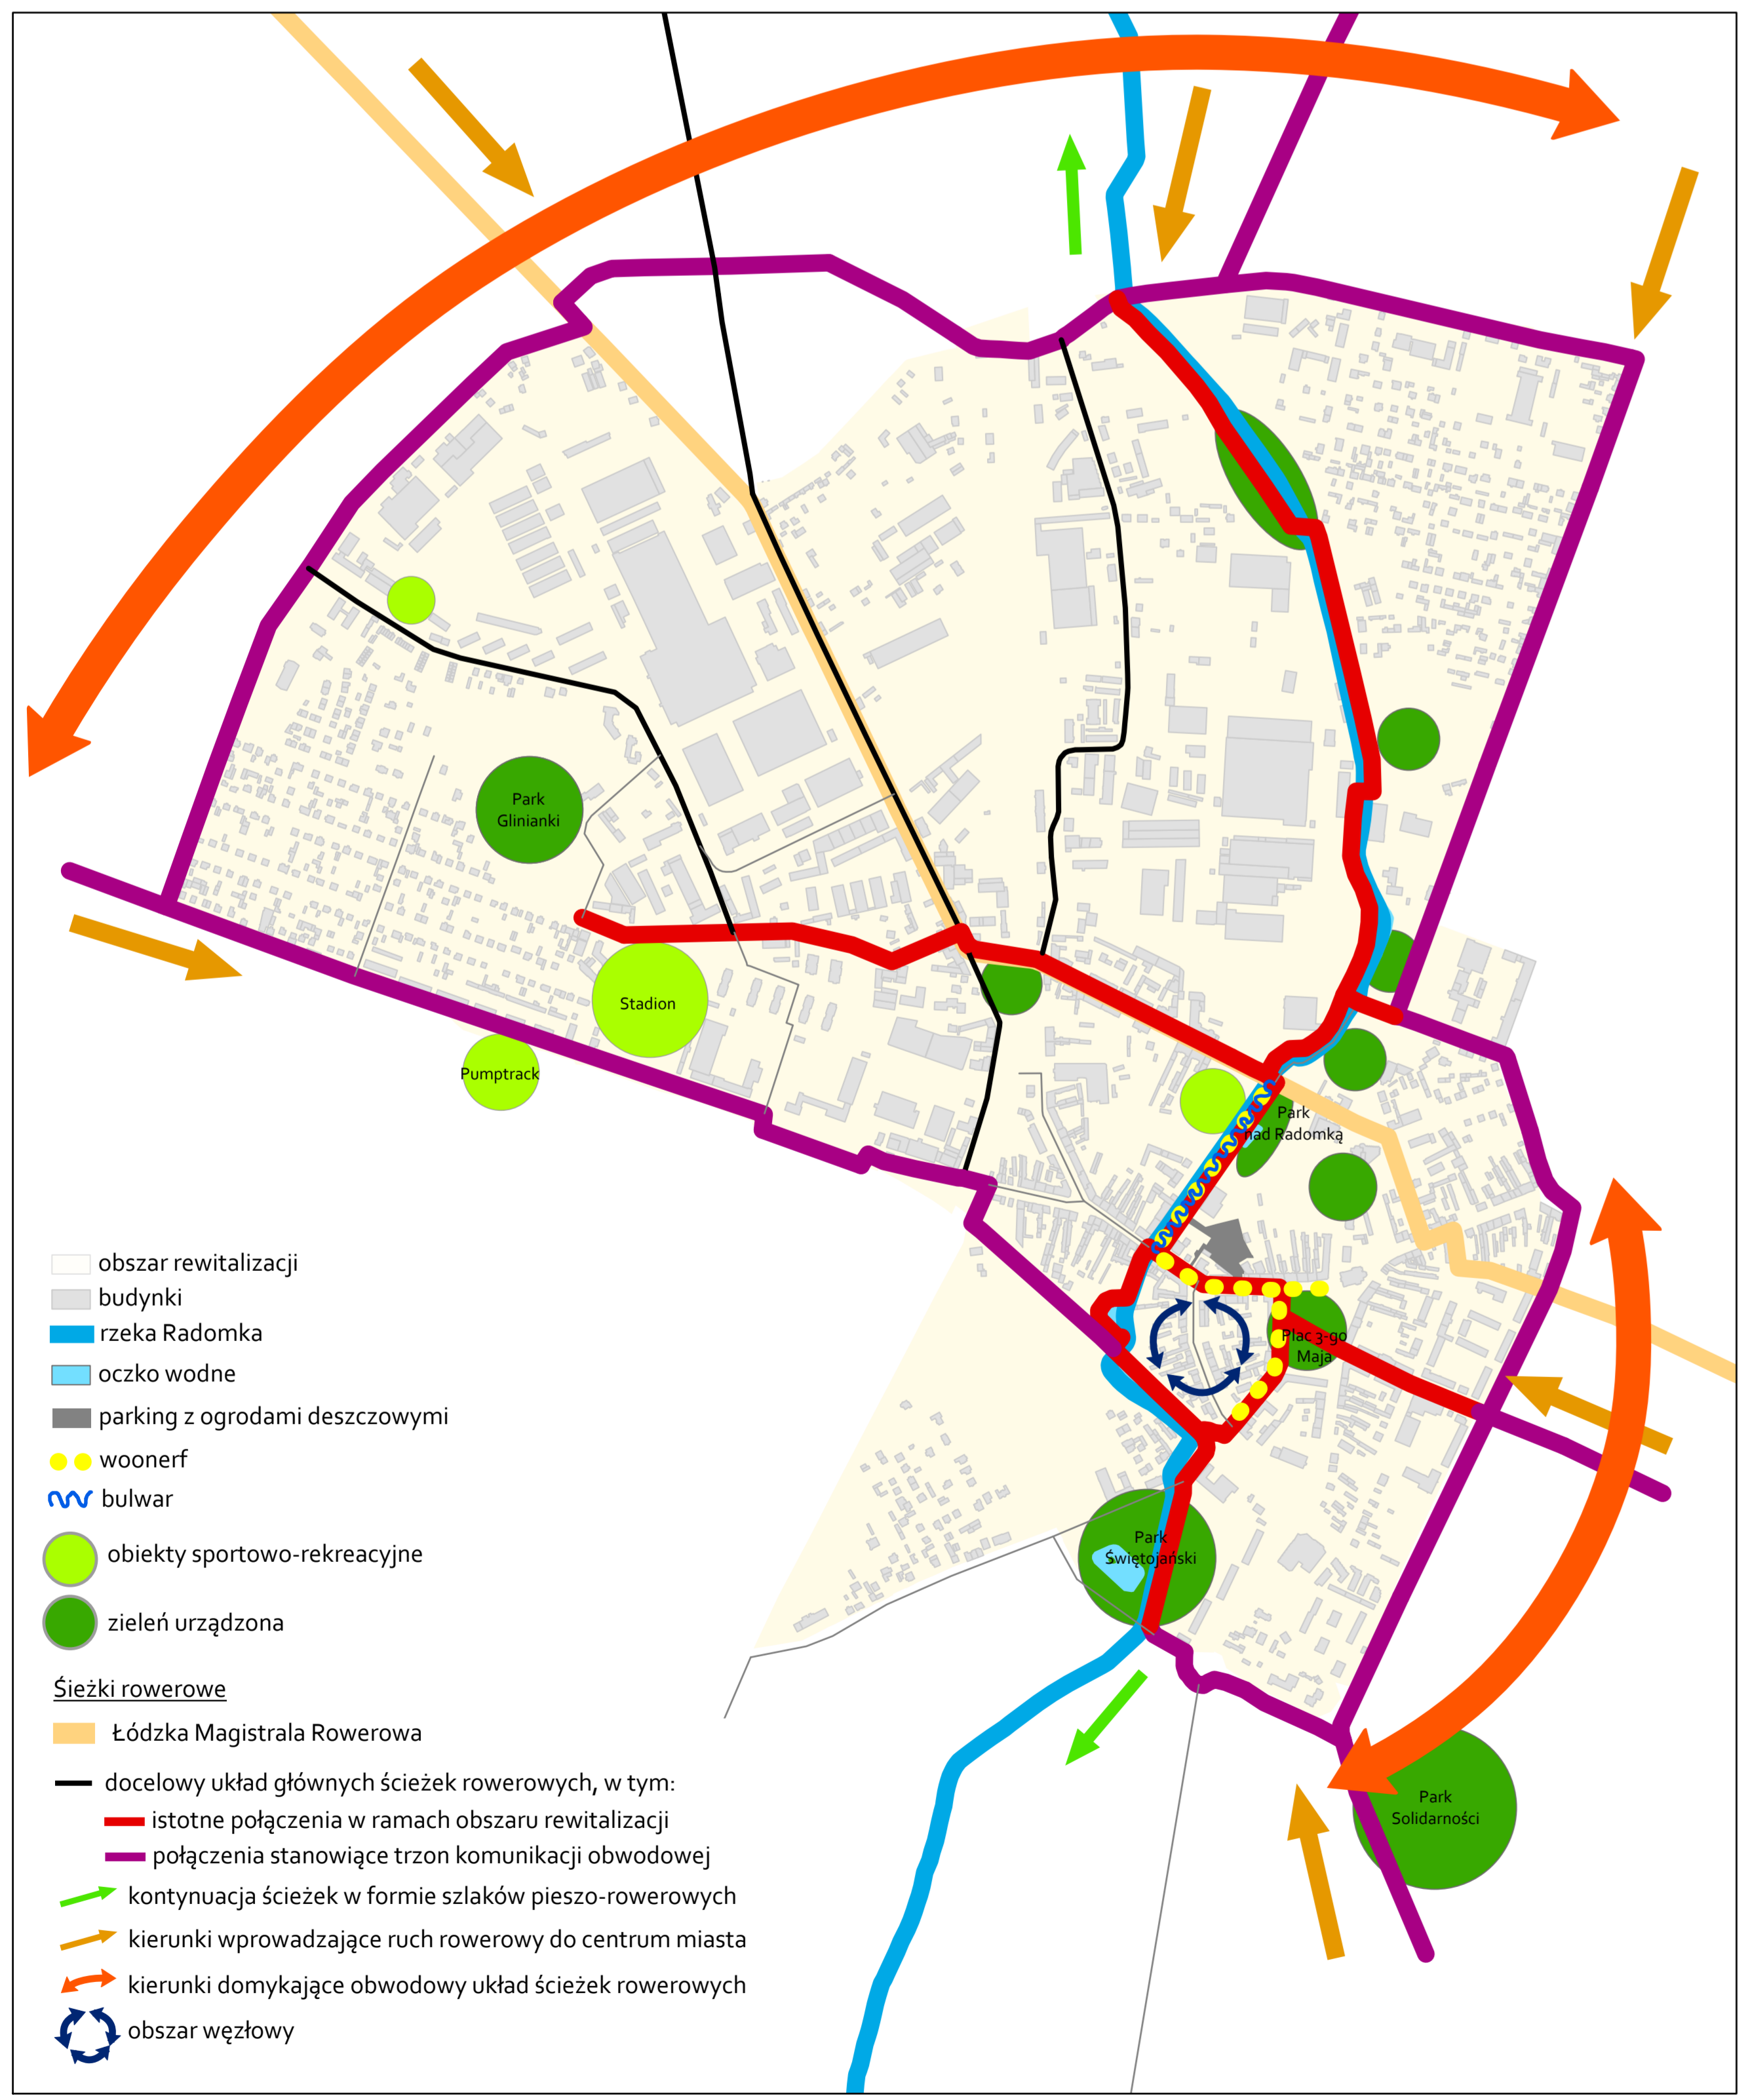 Park
Glinianki
Stadion
Pumptrack
Park
nad Radomką
Plac 3-go
Maja
Park
Świętojański
Park
Solidarności
obszar rewitalizacji
budynki
rzeka Radomka
oczko wodne
parking z ogrodami deszczowymi
woonerf
bulwar
obiekty sportowo-rekreacyjne
zieleń urządzona
Śieżki rowerowe
Łódzka Magistrala Rowerowa
docelowy układ głównych ścieżek rowerowych, w tym:
istotne połączenia w ramach obszaru rewitalizacji
połączenia stanowiące trzon komunikacji obwodowej
kontynuacja ścieżek w formie szlaków pieszo-rowerowych
kierunki wprowadzające ruch rowerowy do centrum miasta
kierunki domykające obwodowy układ ścieżek rowerowych
obszar węzłowy